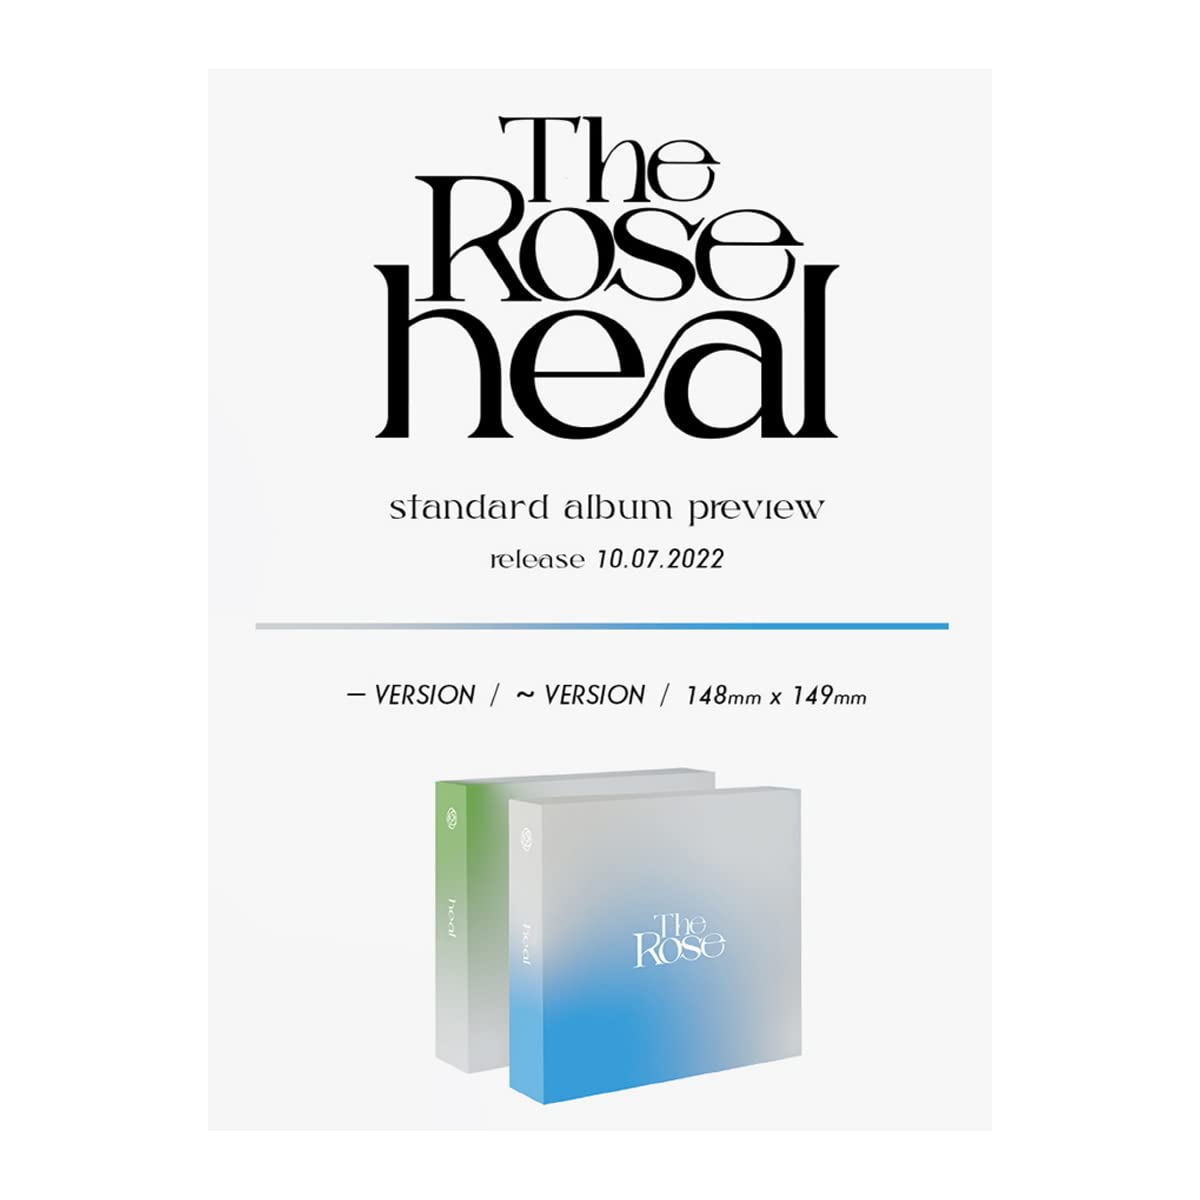 The
Rose
heal
standard album preview
release 10.07.2022
– VERSION / ~ VERSION / 148mm x 149mm
heal
heal
The
Rose